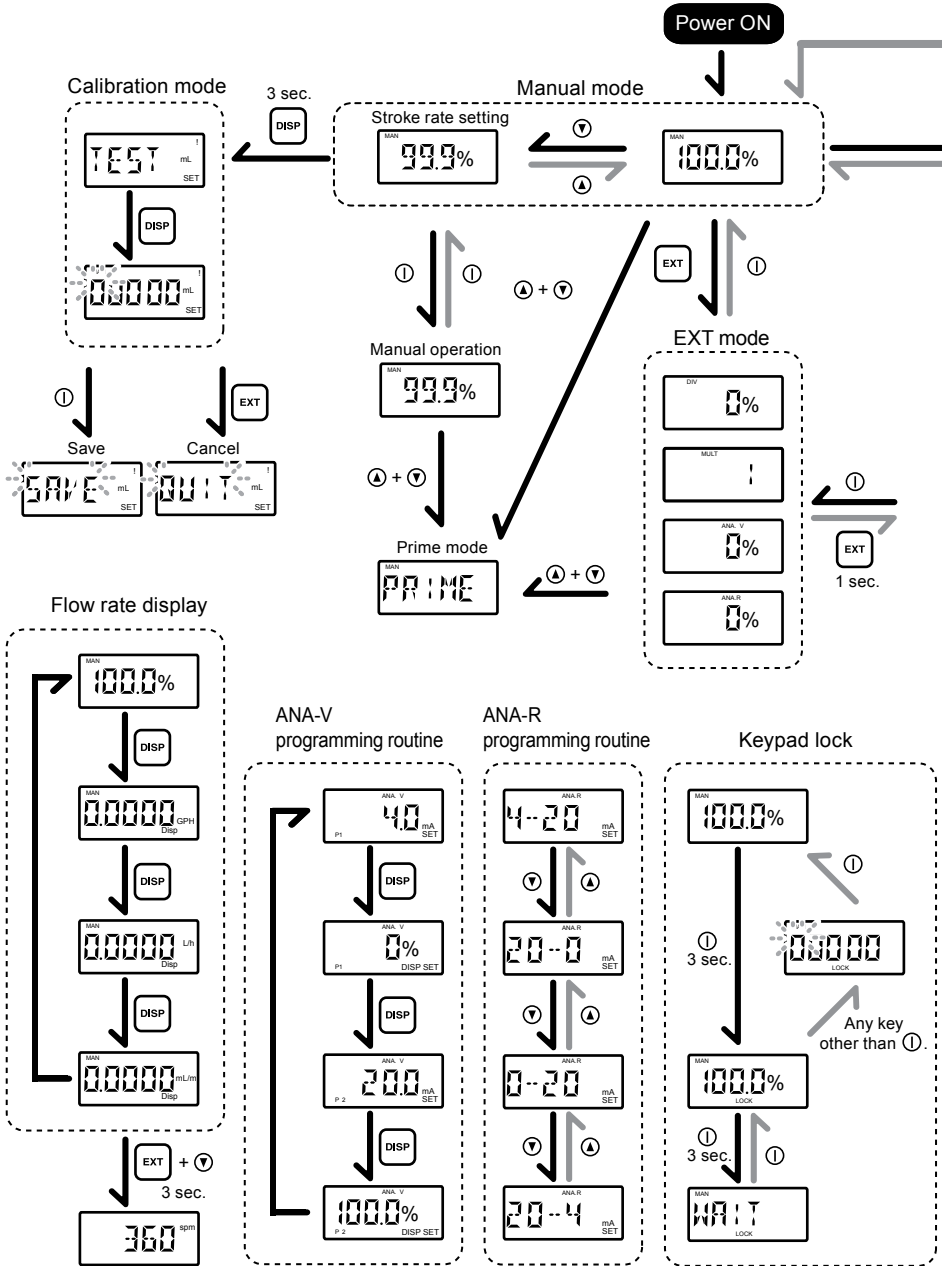 Power ON
Calibration mode
3 sec.
DISP
Manual mode
Stroke rate setting
MAN
99.9%
▼
▲
MAN
100.0%
TEST
!
mL
SET
DISP
00000
!
mL
SET
Ⓘ
EXT
Save
Cancel
SAVE
!
mL
SET
QUIT
!
mL
SET
Ⓘ
Ⓘ
▲ + ▼
EXT
Ⓘ
Manual operation
MAN
99.9%
▲ + ▼
Prime mode
MAN
PRIME
▲ + ▼
EXT mode
DIV
0%
MULT
1
ANA. V
0%
ANA.R
0%
Ⓘ
EXT
1 sec.
Flow rate display
MAN
100.0%
DISP
MAN
0.0000 GPH
Disp
DISP
MAN
0.0000 L/h
Disp
DISP
MAN
0.0000 mL/m
Disp
EXT + ▼
3 sec.
360 spm
ANA-V
programming routine
ANA. V
4.0 mA
P1 SET
DISP
ANA. V
0%
P1 DISP SET
DISP
ANA. V
20.0 mA
P 2 SET
DISP
ANA. V
100.0%
P 2 DISP SET
ANA-R
programming routine
ANA.R
4-20 mA
SET
▼ ▲
ANA.R
20-0 mA
SET
▼ ▲
ANA.R
0-20 mA
SET
▼ ▲
ANA.R
20-4 mA
SET
Keypad lock
MAN
100.0%
Ⓘ
Ⓘ
3 sec.
00000
LOCK
Any key
other than Ⓘ.
MAN
100.0%
LOCK
Ⓘ
3 sec.
Ⓘ
MAN
WAIT
LOCK